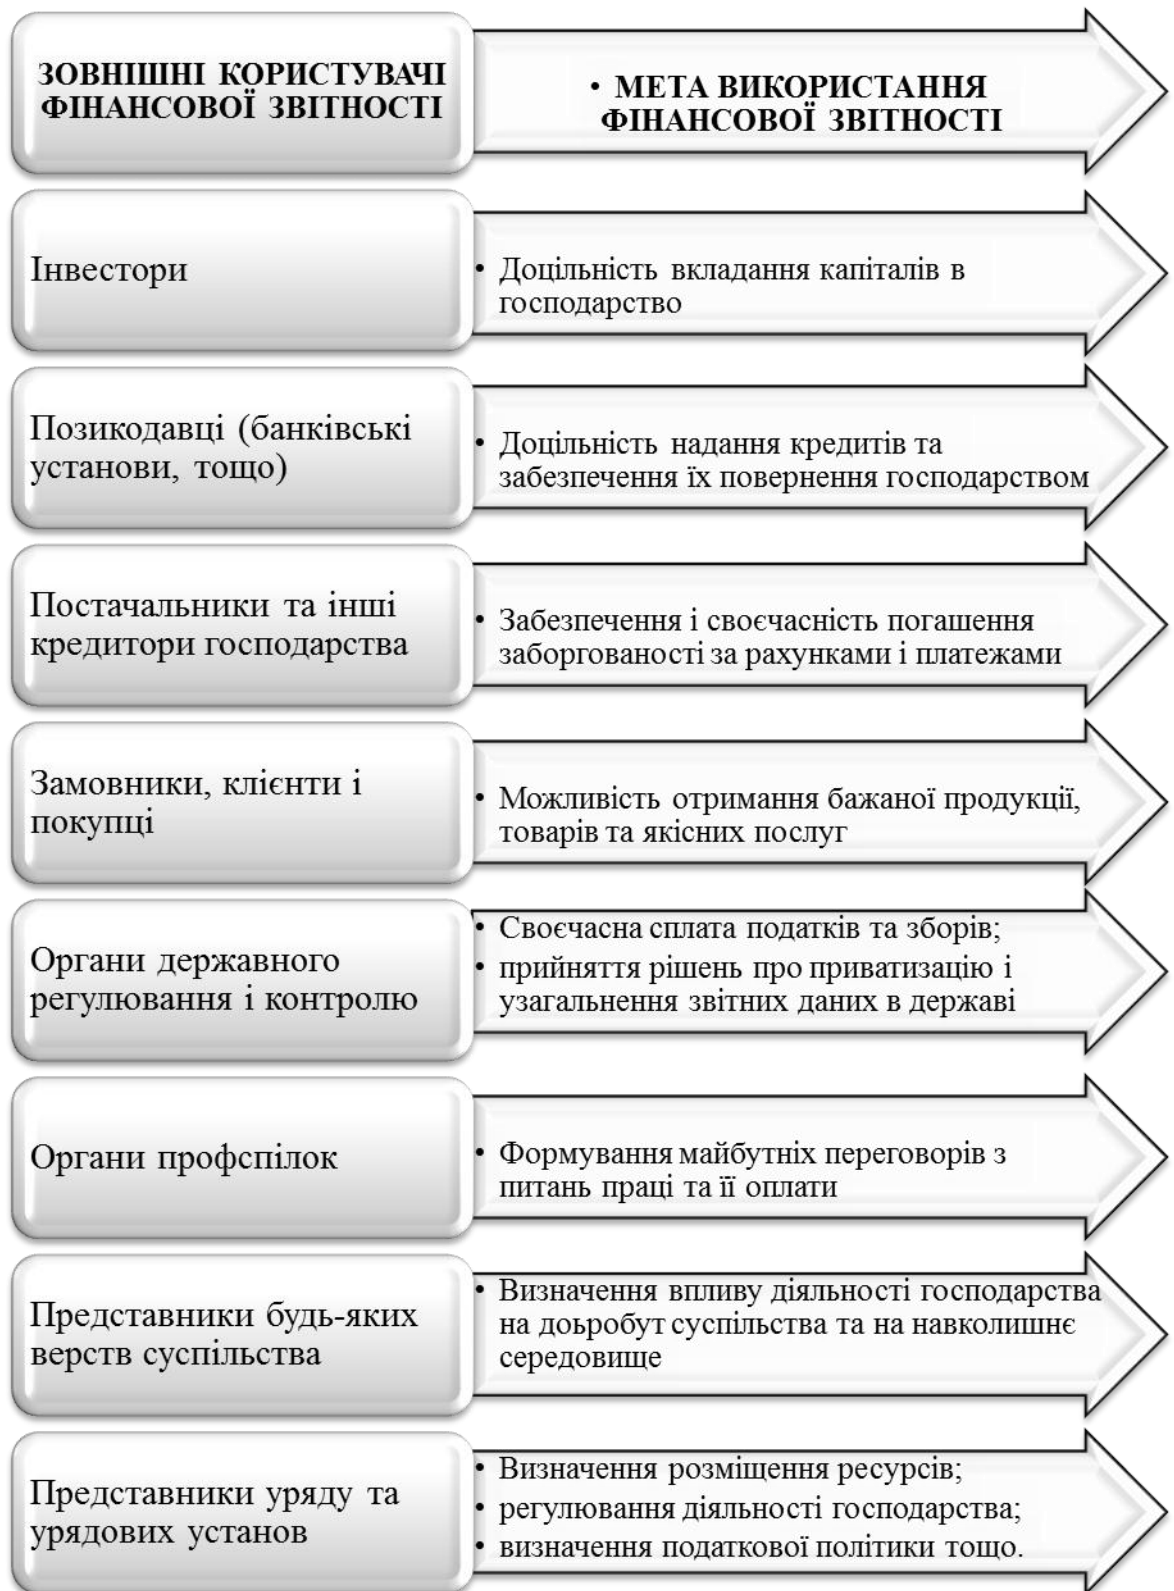 ЗОВНІШНІ КОРИСТУВАЧІ
ФІНАНСОВОЇ ЗВІТНОСТІ
• МЕТА ВИКОРИСТАННЯ
ФІНАНСОВОЇ ЗВІТНОСТІ
Інвестори
• Доцільність вкладання капіталів в
господарство
Позикодавці (банківські
установи, тощо)
• Доцільність надання кредитів та
забезпечення їх повернення господарством
Постачальники та інші
кредитори господарства
• Забезпечення і своєчасність погашення
заборгованості за рахунками і платежами
Замовники, клієнти і
покупці
• Можливість отримання бажаної продукції,
товарів та якісних послуг
Органи державного
регулювання і контролю
• Своєчасна сплата податків та зборів;
• прийняття рішень про приватизацію і
узагальнення звітних даних в державі
Органи профспілок
• Формування майбутніх переговорів з
питань праці та її оплати
Представники будь-яких
верств суспільства
• Визначення впливу діяльності господарства
на доьробут суспільства та на навколишнє
середовище
Представники уряду та
урядових установ
• Визначення розміщення ресурсів;
• регулювання діяльності господарства;
• визначення податкової політики тощо.